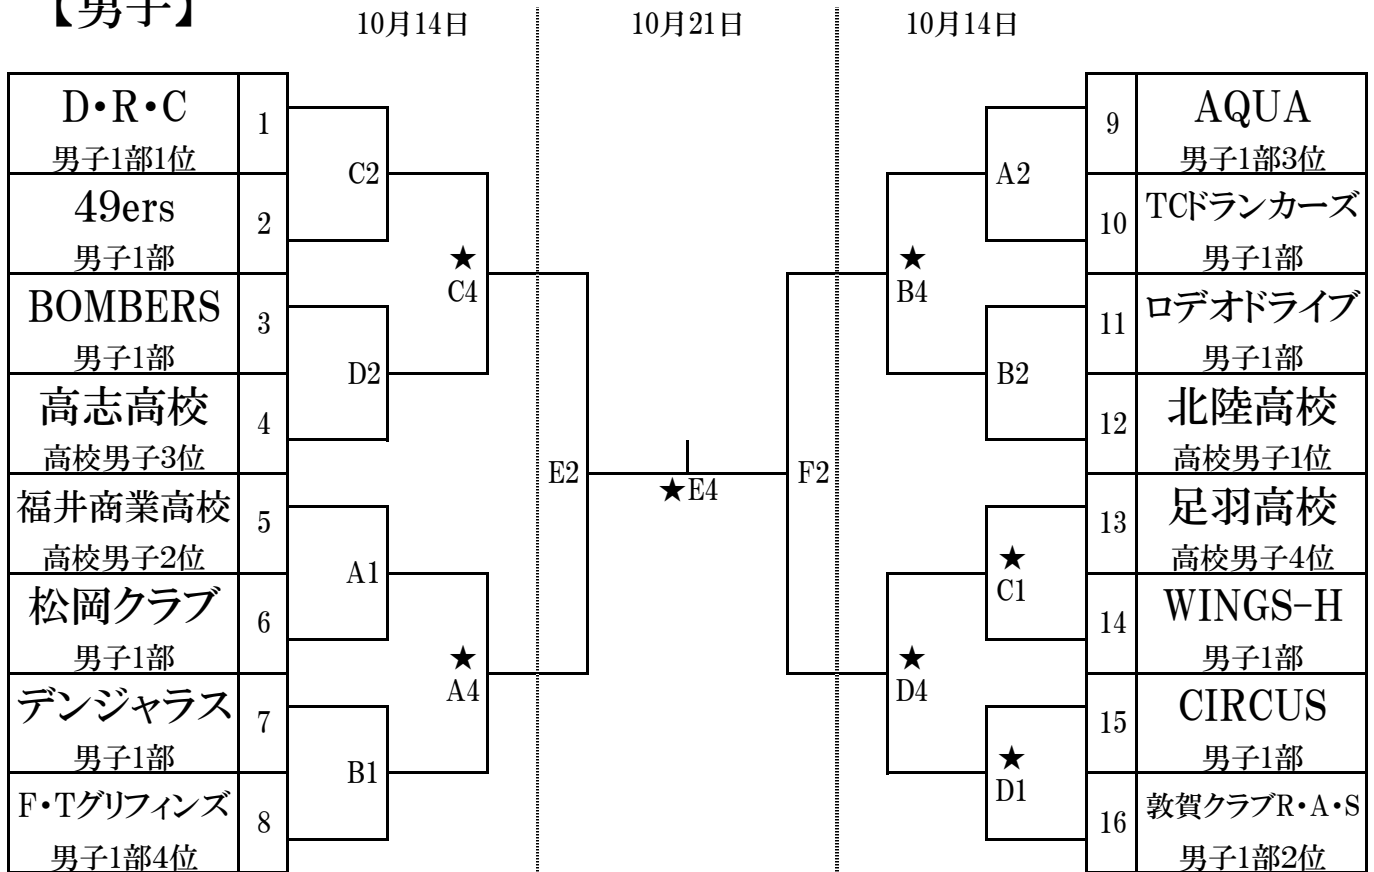 【男子】
10月14日
10月21日
10月14日
D・R・C
男子1部1位
1
49ers
男子1部
2
BOMBERS
男子1部
3
高志高校
高校男子3位
4
福井商業高校
高校男子2位
5
松岡クラブ
男子1部
6
デンジャラス
男子1部
7
F・Tグリフィンズ
男子1部4位
8
C2
D2
A1
B1
★
C4
★
A4
E2
★E4
F2
★
B4
★
D4
A2
B2
★
C1
★
D1
9
AQUA
男子1部3位
10
TCドランカーズ
男子1部
11
ロデオドライブ
男子1部
12
北陸高校
高校男子1位
13
足羽高校
高校男子4位
14
WINGS-H
男子1部
15
CIRCUS
男子1部
16
敦賀クラブR・A・S
男子1部2位